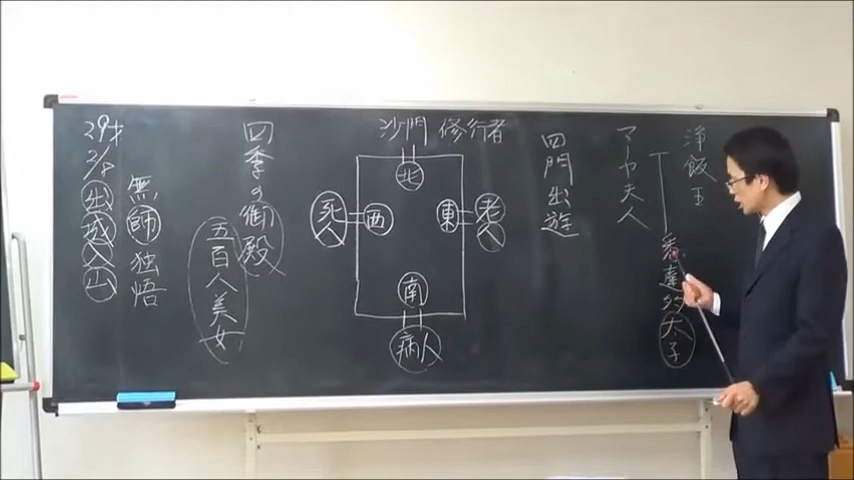 浄飯王
マーヤ夫人
悉達多太子
四門出遊
沙門 修行者
北
東
老人
南
病人
西
死人
四季の御殿
五百人美女
無師独悟
29才
2/8
出城入山